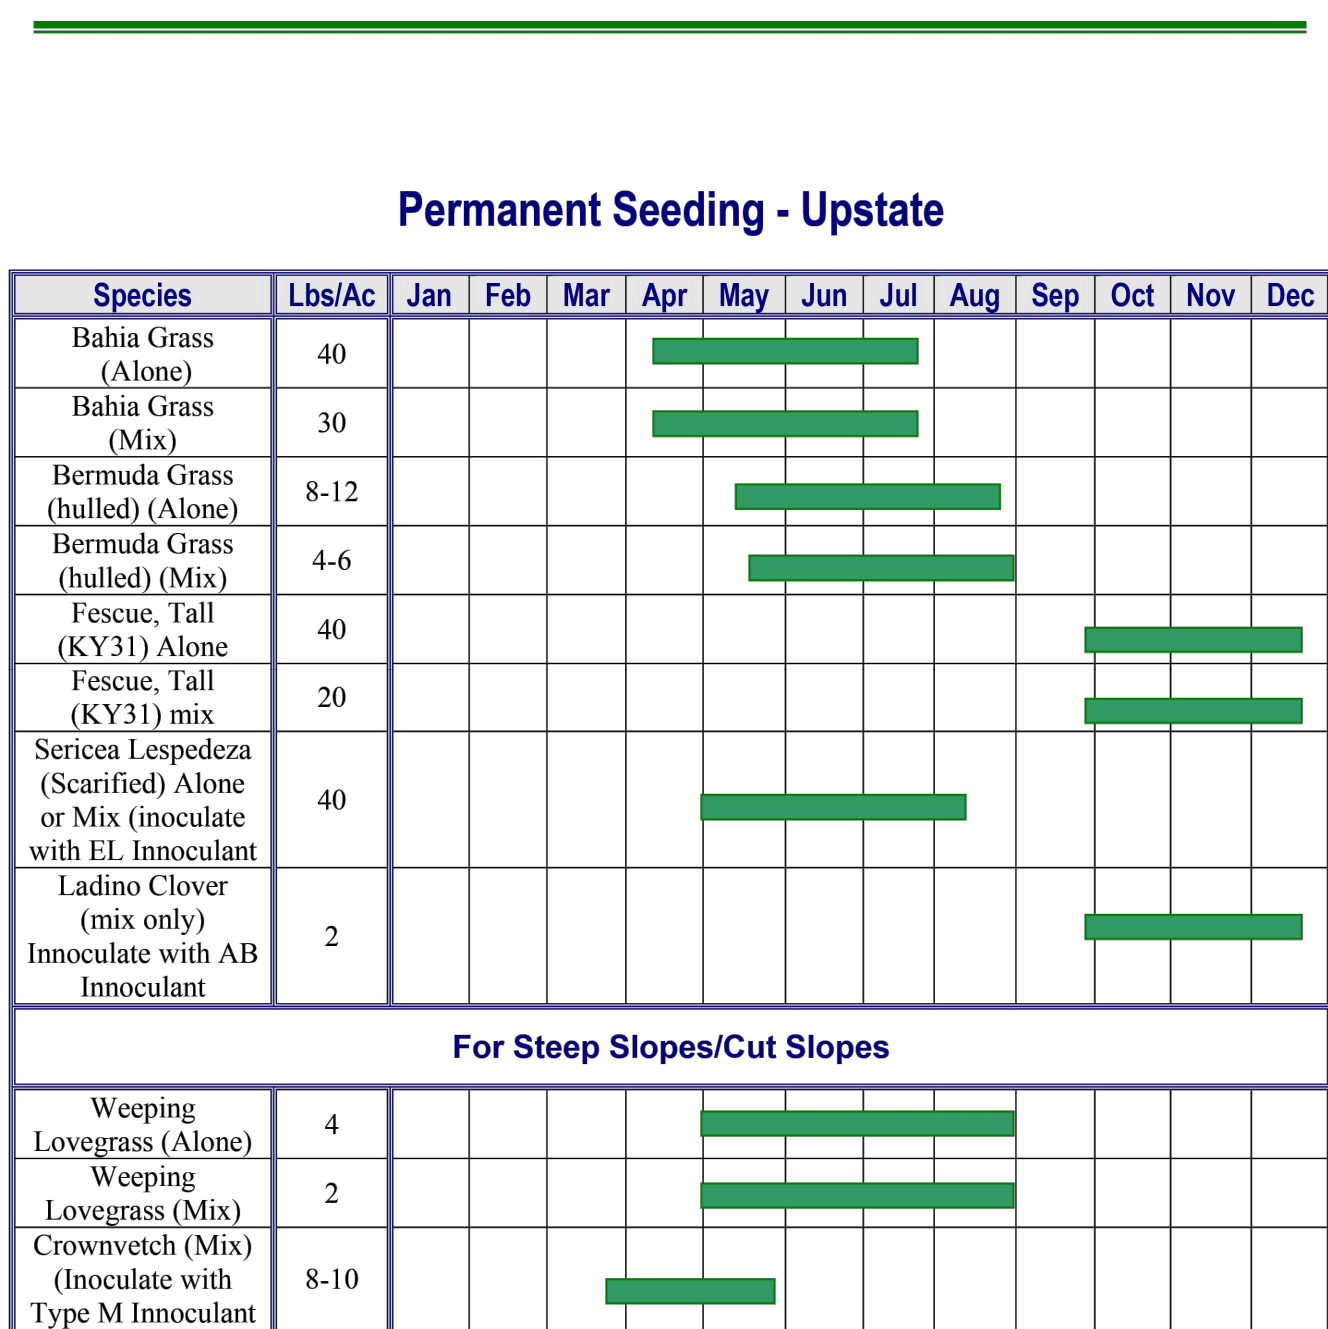 Permanent Seeding - Upstate
Species Lbs/Ac Jan Feb Mar Apr May Jun Jul Aug Sep Oct Nov Dec
Bahia Grass
(Alone)
40
Bahia Grass
(Mix)
30
Bermuda Grass
(hulled) (Alone)
8-12
Bermuda Grass
(hulled) (Mix)
4-6
Fescue, Tall
(KY31) Alone
40
Fescue, Tall
(KY31) mix
20
Sericea Lespedeza
(Scarified) Alone
or Mix (inoculate
with EL Innoculant
40
Ladino Clover
(mix only)
Innoculate with AB
Innoculant
2
For Steep Slopes/Cut Slopes
Weeping
Lovegrass (Alone)
4
Weeping
Lovegrass (Mix)
2
Crownvetch (Mix)
(Inoculate with
Type M Innoculant
8-10